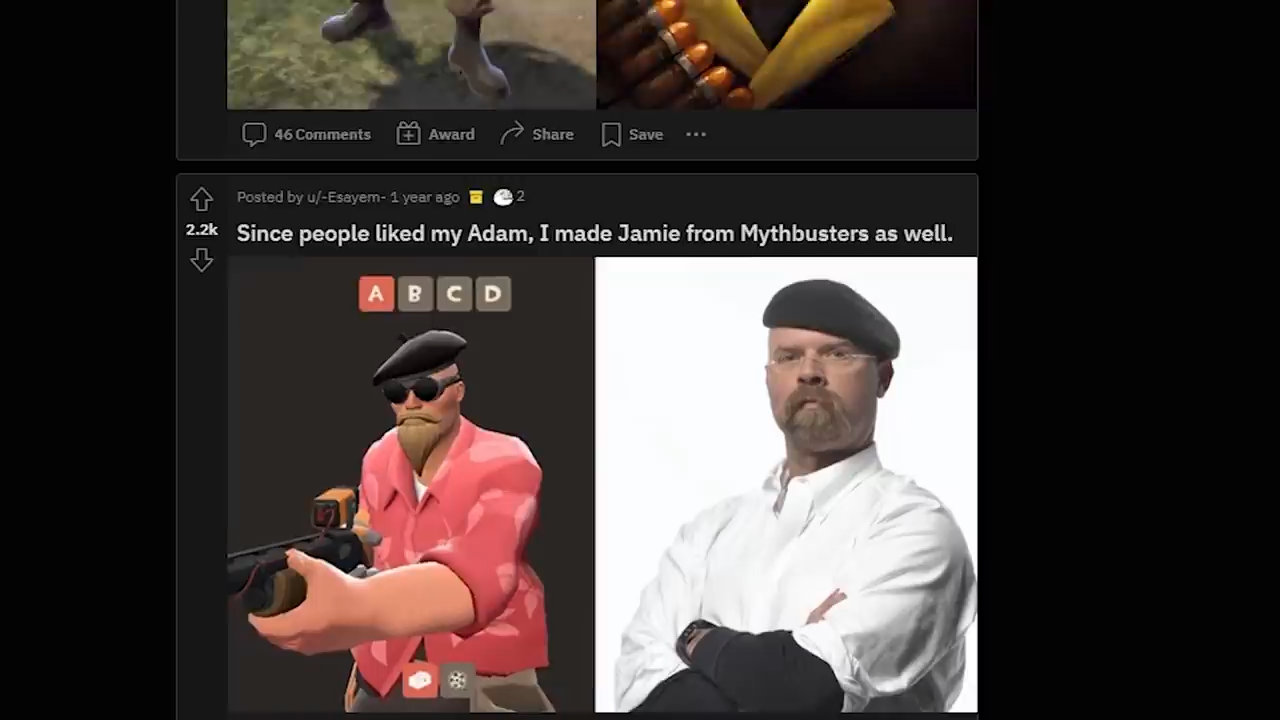 46 Comments Award Share Save
Posted by u/-Esayem- 1 year ago 2
2.2k
Since people liked my Adam, I made Jamie from Mythbusters as well.
A B C D